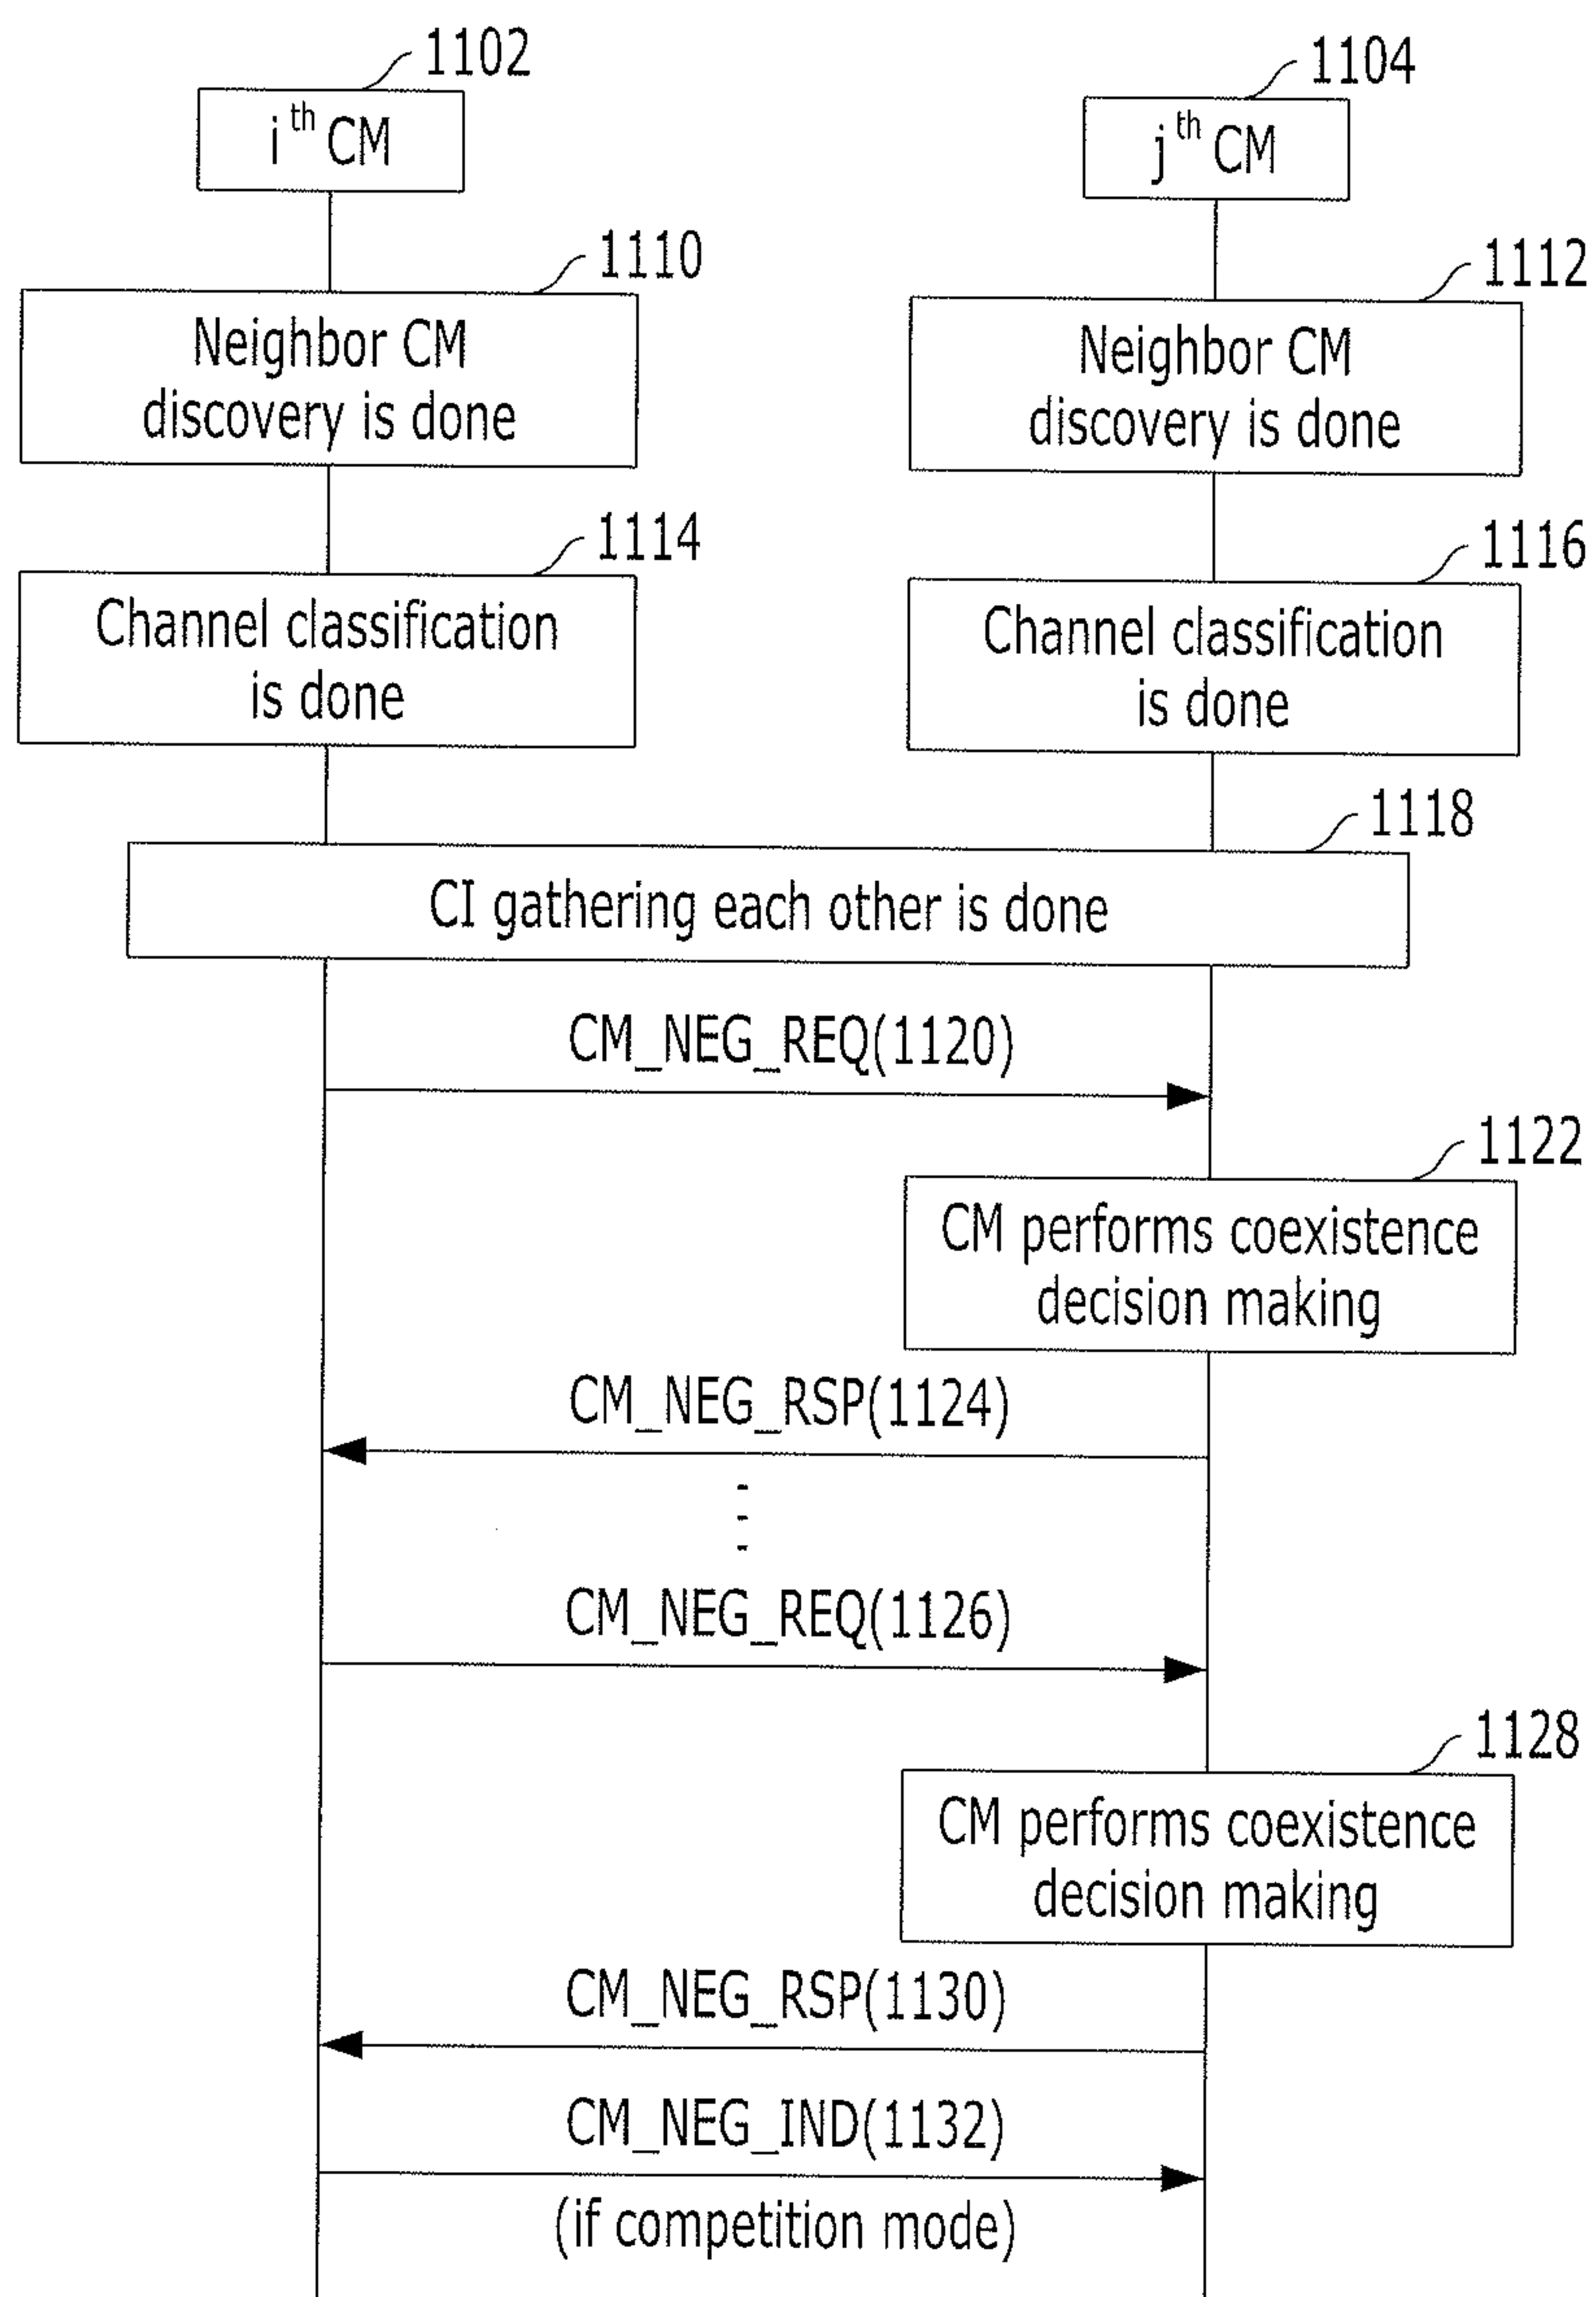 1102
i th CM
1104
j th CM
1110
Neighbor CM
discovery is done
1112
Neighbor CM
discovery is done
1114
Channel classification
is done
1116
Channel classification
is done
1118
CI gathering each other is done
CM_NEG_REQ(1120)
1122
CM performs coexistence
decision making
CM_NEG_RSP(1124)
CM_NEG_REQ(1126)
1128
CM performs coexistence
decision making
CM_NEG_RSP(1130)
CM_NEG_IND(1132)
(if competition mode)